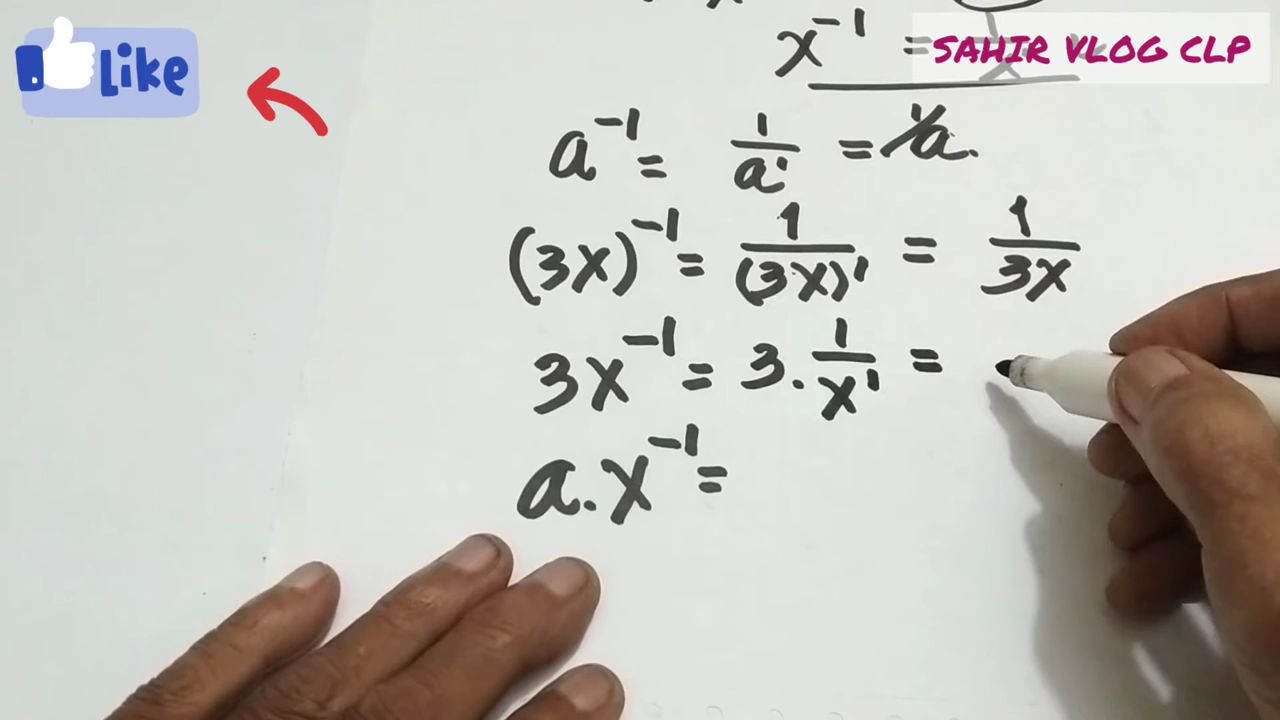 Like
SAHIR VLOG CLP
x⁻¹ =
a⁻¹ = 1/a¹ = 1/a.
(3x)⁻¹ = 1/(3x)¹ = 1/3x
3x⁻¹ = 3 . 1/x¹ =
a.x⁻¹ =